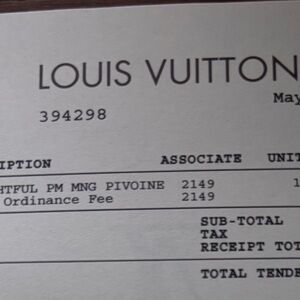 LOUIS VUITTON
May
394298
IPTION ASSOCIATE UNIT
HTFUL PM MNG PIVOINE 2149 1
Ordinance Fee 2149
SUB-TOTAL
TAX
RECEIPT TOT
TOTAL TENDE